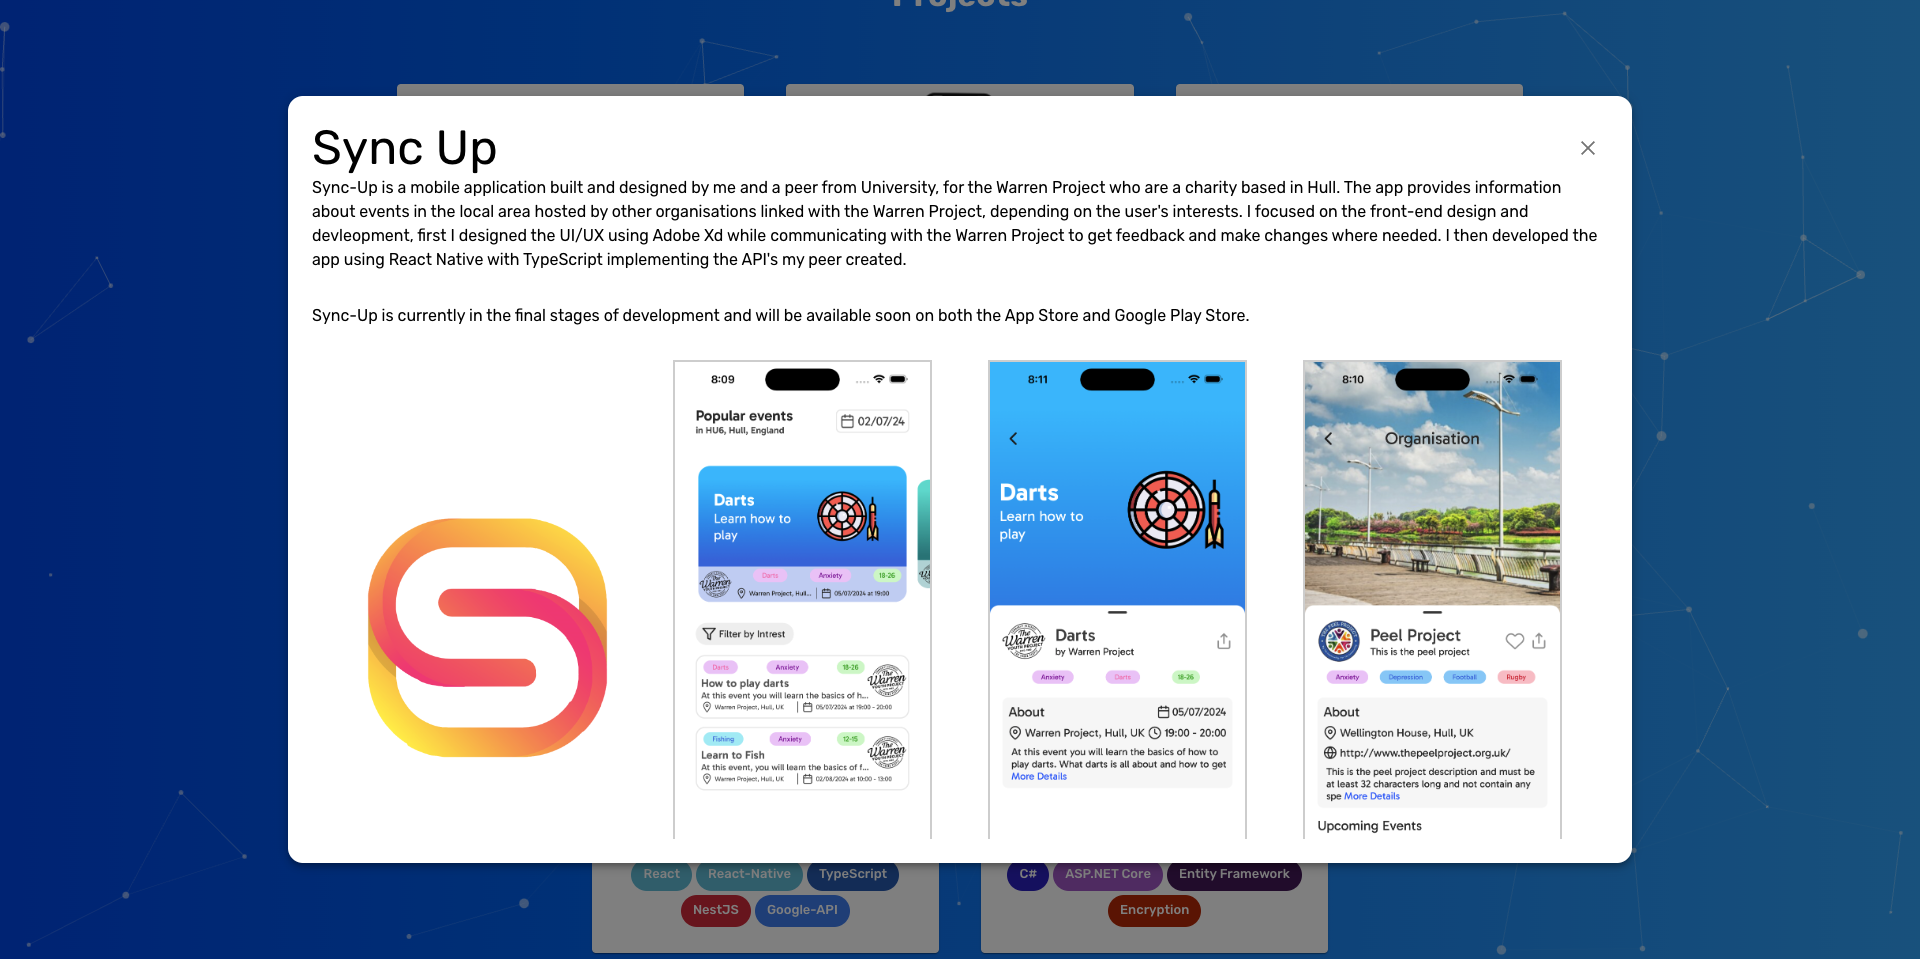 Projects
Sync Up
Sync-Up is a mobile application built and designed by me and a peer from University, for the Warren Project who are a charity based in Hull. The app provides information
about events in the local area hosted by other organisations linked with the Warren Project, depending on the user's interests. I focused on the front-end design and
devleopment, first I designed the UI/UX using Adobe Xd while communicating with the Warren Project to get feedback and make changes where needed. I then developed the
app using React Native with TypeScript implementing the API's my peer created.
Sync-Up is currently in the final stages of development and will be available soon on both the App Store and Google Play Store.
8:09
Popular events
in HU6, Hull, England
02/07/24
Darts
Learn how to
play
The Warren
Darts Anxiety 18-26
Warren Project, Hull... 05/07/2024 at 19:00
Filter by Intrest
Darts Anxiety 18-26
How to play darts
At this event you will learn the basics of h...
Warren Project, Hull, UK 05/07/2024 at 19:00 - 20:00
The Warren
Fishing Anxiety 12-15
Learn to Fish
At this event, you will learn the basics of f...
Warren Project, Hull, UK 02/08/2024 at 10:00 - 13:00
The Warren
8:11
Darts
Learn how to
play
The Warren
Darts
by Warren Project
Anxiety Darts 18-26
About 05/07/2024
Warren Project, Hull, UK 19:00 - 20:00
At this event you will learn the basics of how to
play darts. What darts is all about and how to get
More Details
8:10
Organisation
Peel Project
This is the peel project
Anxiety Depression Football Rugby
About
Wellington House, Hull, UK
http://www.thepeelproject.org.uk/
This is the peel project description and must be
at least 32 characters long and not contain any
spe More Details
Upcoming Events
React React-Native TypeScript
NestJS Google-API
C# ASP.NET Core Entity Framework
Encryption